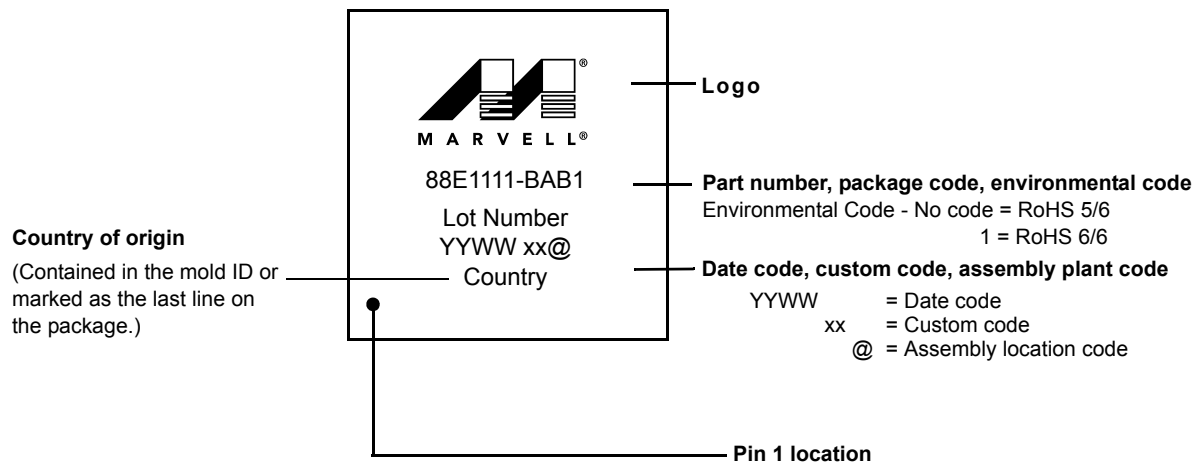 ®
MARVELL®
88E1111-BAB1
Lot Number
YYWW xx@
Country
Logo
Part number, package code, environmental code
Environmental Code - No code = RoHS 5/6
1 = RoHS 6/6
Country of origin
(Contained in the mold ID or
marked as the last line on
the package.)
Date code, custom code, assembly plant code
YYWW = Date code
xx = Custom code
@ = Assembly location code
Pin 1 location